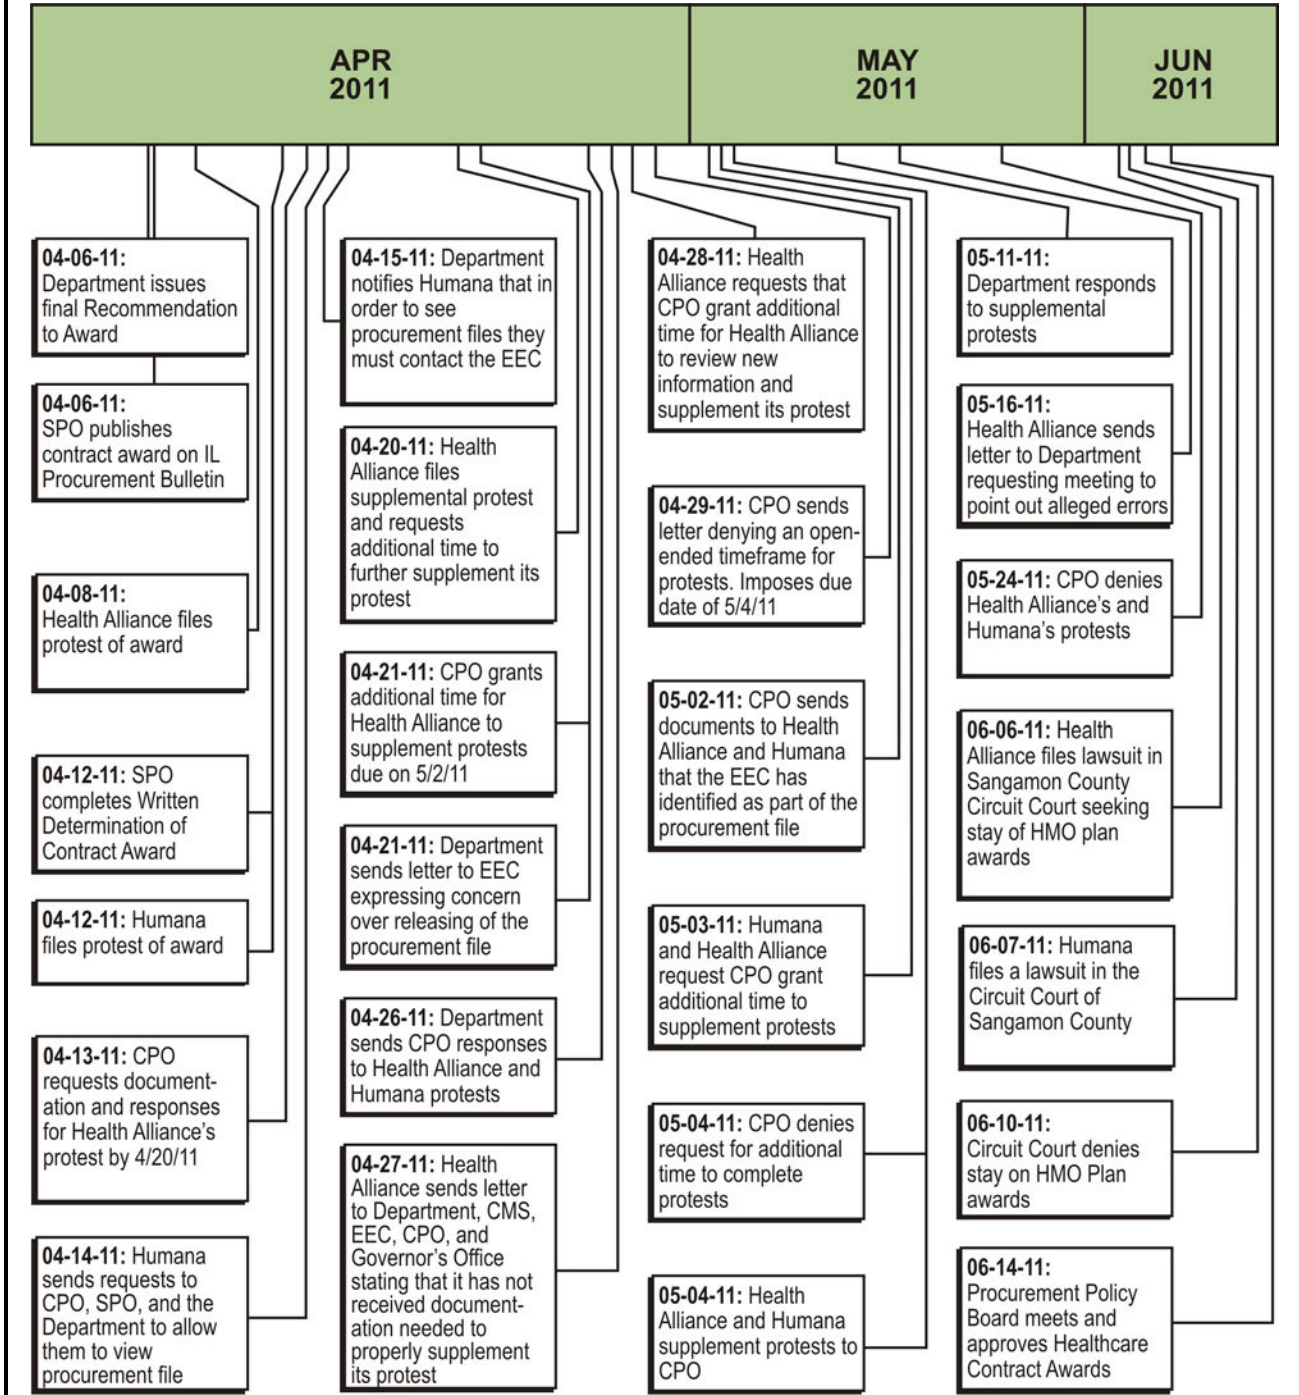 APR
2011
MAY
2011
JUN
2011
04-06-11:
Department issues
final Recommendation
to Award
04-06-11:
SPO publishes
contract award on IL
Procurement Bulletin
04-08-11:
Health Alliance files
protest of award
04-12-11: SPO
completes Written
Determination of
Contract Award
04-12-11: Humana
files protest of award
04-13-11: CPO
requests document-
ation and responses
for Health Alliance's
protest by 4/20/11
04-14-11: Humana
sends requests to
CPO, SPO, and the
Department to allow
them to view
procurement file
04-15-11: Department
notifies Humana that in
order to see
procurement files they
must contact the EEC
04-20-11: Health
Alliance files
supplemental protest
and requests
additional time to
further supplement its
protest
04-21-11: CPO grants
additional time for
Health Alliance to
supplement protests
due on 5/2/11
04-21-11: Department
sends letter to EEC
expressing concern
over releasing of the
procurement file
04-26-11: Department
sends CPO responses
to Health Alliance and
Humana protests
04-27-11: Health
Alliance sends letter
to Department, CMS,
EEC, CPO, and
Governor's Office
stating that it has not
received document-
ation needed to
properly supplement
its protest
04-28-11: Health
Alliance requests that
CPO grant additional
time for Health Alliance
to review new
information and
supplement its protest
04-29-11: CPO sends
letter denying an open-
ended timeframe for
protests. Imposes due
date of 5/4/11
05-02-11: CPO sends
documents to Health
Alliance and Humana
that the EEC has
identified as part of the
procurement file
05-03-11: Humana
and Health Alliance
request CPO grant
additional time to
supplement protests
05-04-11: CPO denies
request for additional
time to complete
protests
05-04-11: Health
Alliance and Humana
supplement protests to
CPO
05-11-11:
Department responds
to supplemental
protests
05-16-11:
Health Alliance sends
letter to Department
requesting meeting to
point out alleged errors
05-24-11: CPO denies
Health Alliance's and
Humana's protests
06-06-11: Health
Alliance files lawsuit in
Sangamon County
Circuit Court seeking
stay of HMO plan
awards
06-07-11: Humana
files a lawsuit in the
Circuit Court of
Sangamon County
06-10-11:
Circuit Court denies
stay on HMO Plan
awards
06-14-11:
Procurement Policy
Board meets and
approves Healthcare
Contract Awards